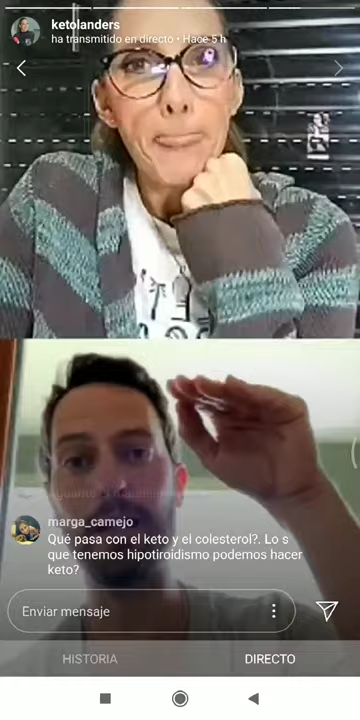 ketolanders
ha transmitido en directo • Hace 5 h
marga_camejo
Qué pasa con el keto y el colesterol?. Lo s
que tenemos hipotiroidismo podemos hacer
keto?
Enviar mensaje
HISTORIA
DIRECTO